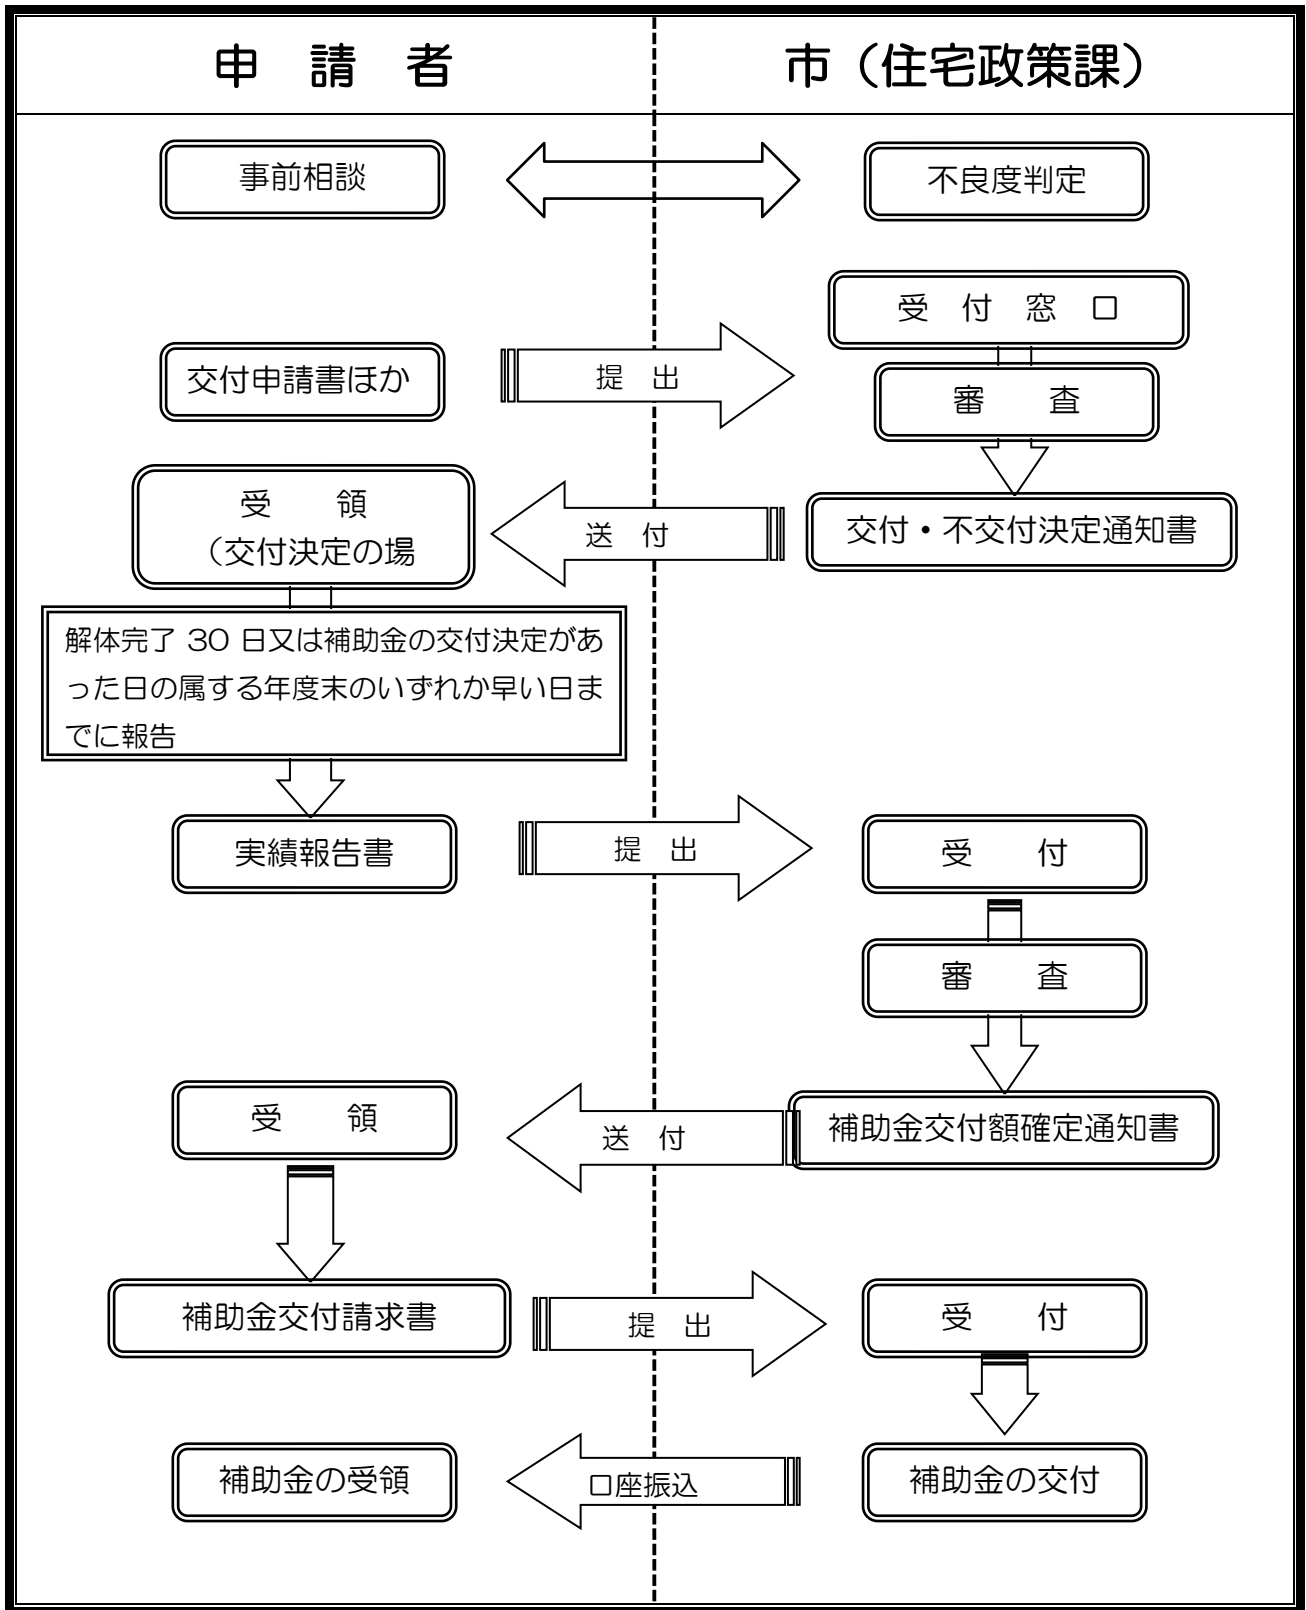 申　請　者
市（住宅政策課）
事前相談
不良度判定
受　付　窓　口
交付申請書ほか
提　出
審　　査
受　　領
（交付決定の場
送　付
交付・不交付決定通知書
解体完了 30 日又は補助金の交付決定があ
った日の属する年度末のいずれか早い日ま
でに報告
実績報告書
提　出
受　　付
審　　査
受　　領
送　付
補助金交付額確定通知書
補助金交付請求書
提　出
受　　付
補助金の受領
口座振込
補助金の交付